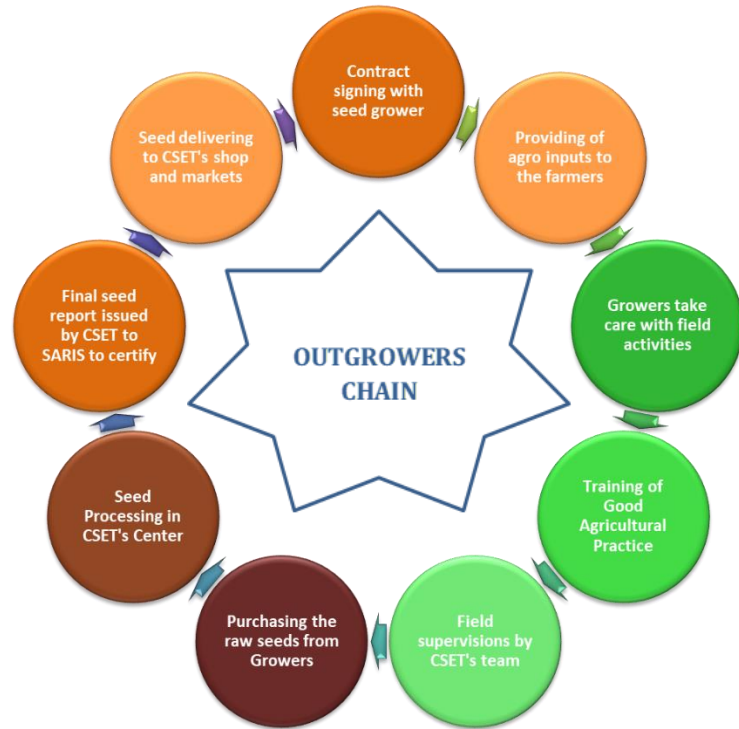 Contract
signing with
seed grower
Providing of
agro inputs to
the farmers
Growers take
care with field
activities
Training of
Good
Agricultural
Practice
Field
supervisions by
CSET's team
Purchasing the
raw seeds from
Growers
Seed
Processing in
CSET's Center
Final seed
report issued
by CSET to
SARIS to certify
Seed delivering
to CSET's shop
and markets
OUTGROWERS
CHAIN